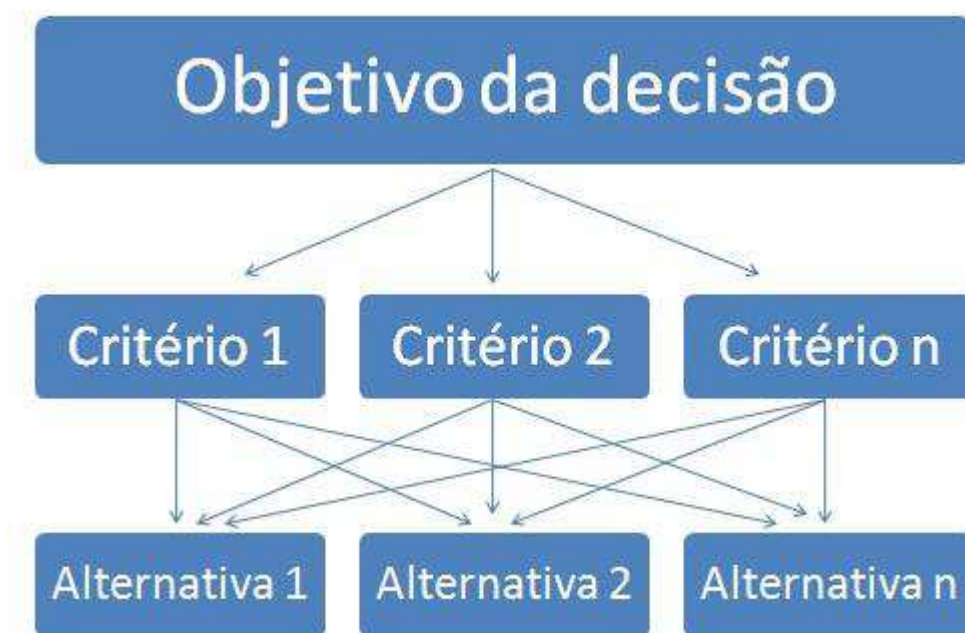 Objetivo da decisão
Critério 1
Critério 2
Critério n
Alternativa 1
Alternativa 2
Alternativa n